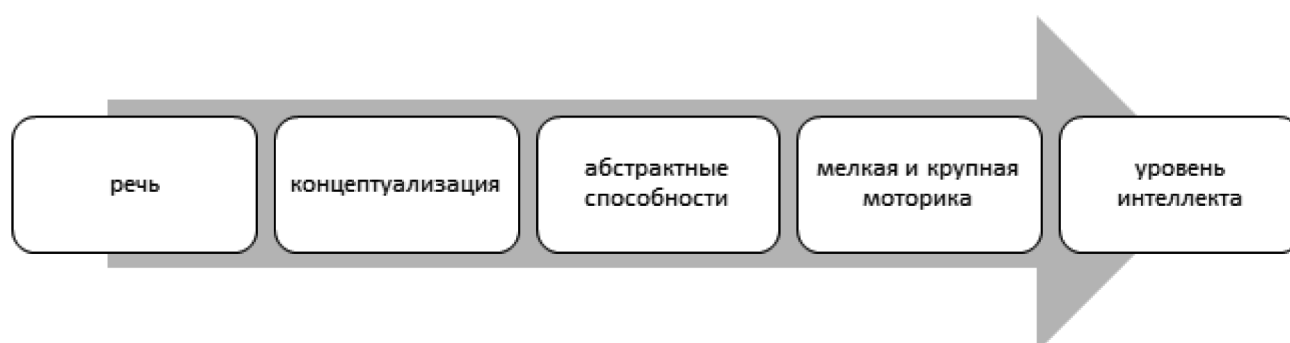 речь
концептуализация
абстрактные
способности
мелкая и крупная
моторика
уровень
интеллекта